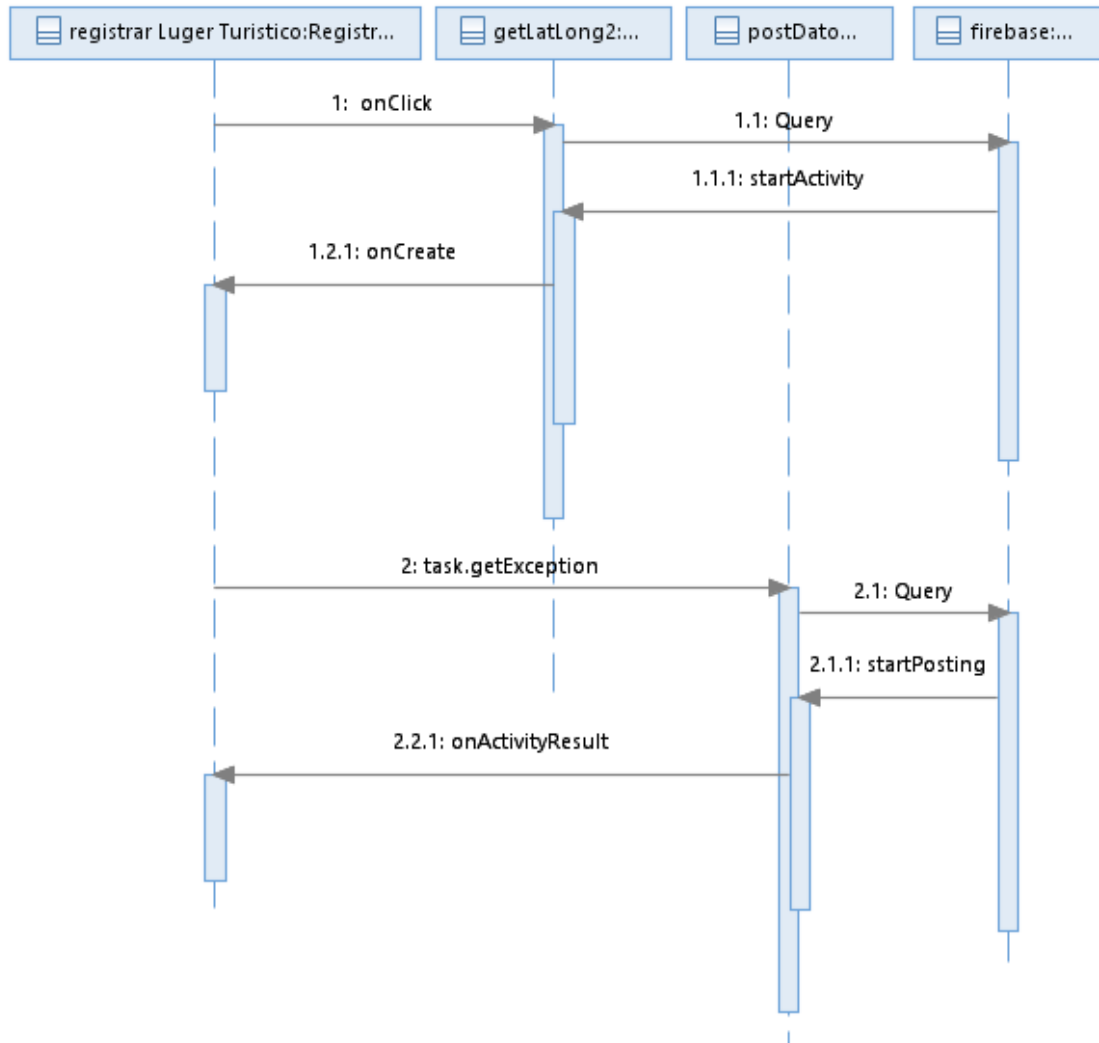 registrar Luger Turistico:Registr...
getLatLong2:...
postDato...
firebase:...
1: onClick
1.1: Query
1.1.1: startActivity
1.2.1: onCreate
2: task.getException
2.1: Query
2.1.1: startPosting
2.2.1: onActivityResult